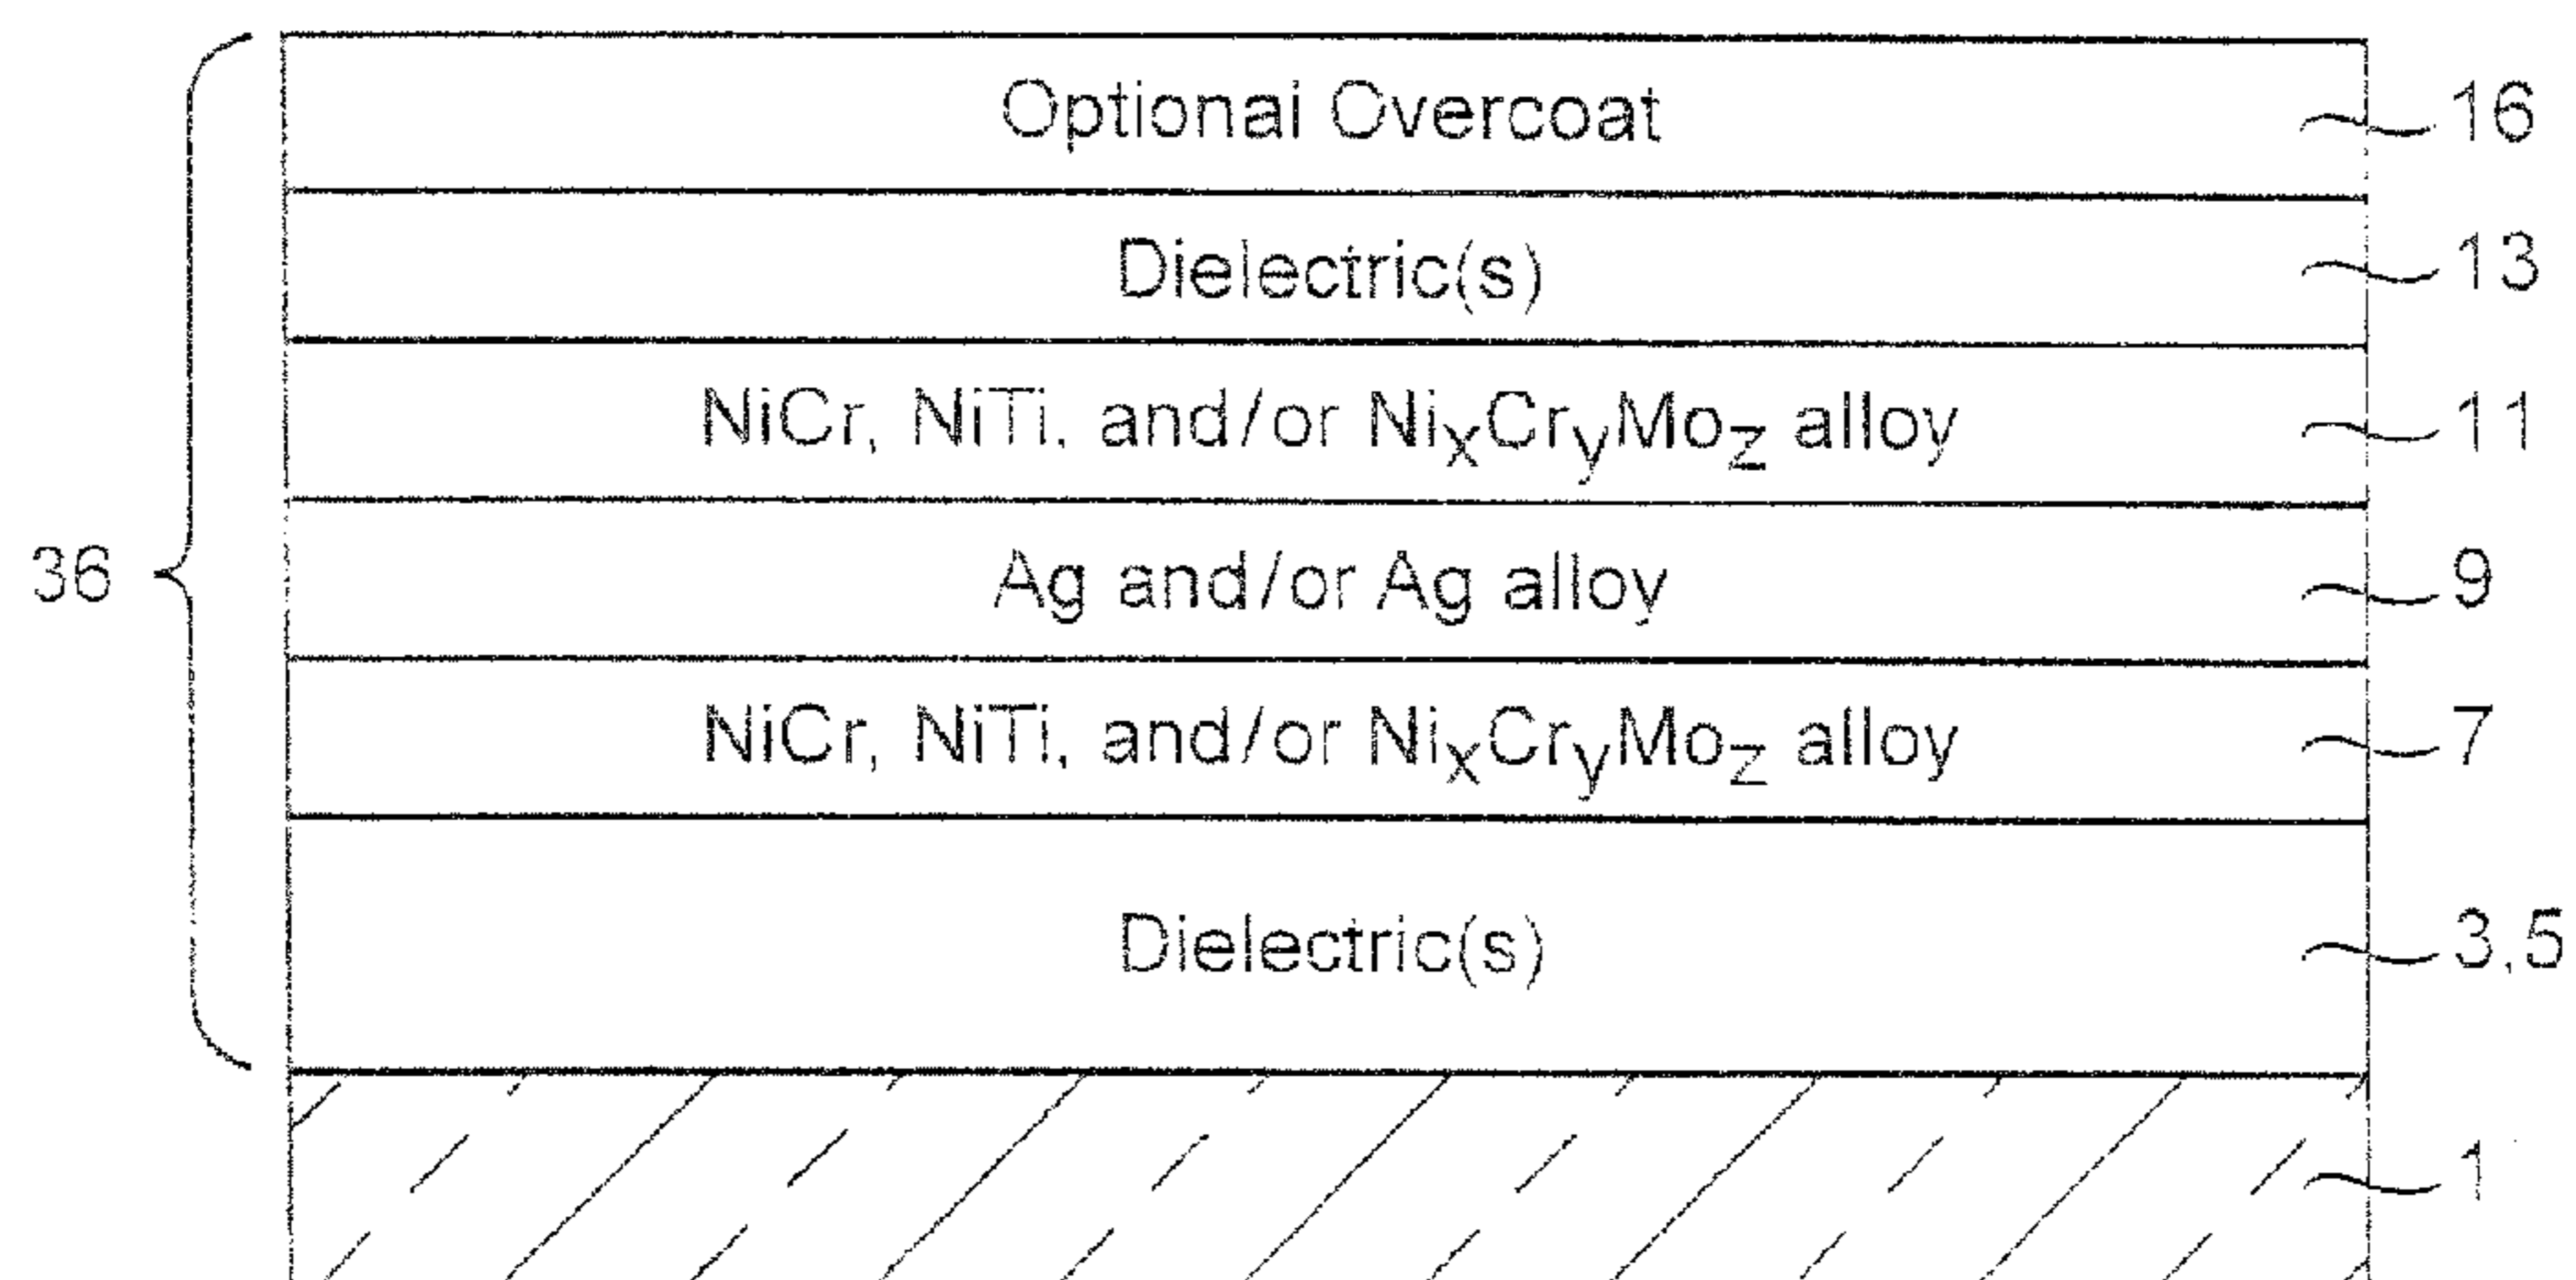 Optional Overcoat 16
Dielectric(s) 13
NiCr, NiTi, and/or NixCryMoz alloy 11
36 Ag and/or Ag alloy 9
NiCr, NiTi, and/or NixCryMoz alloy 7
Dielectric(s) 3,5
1